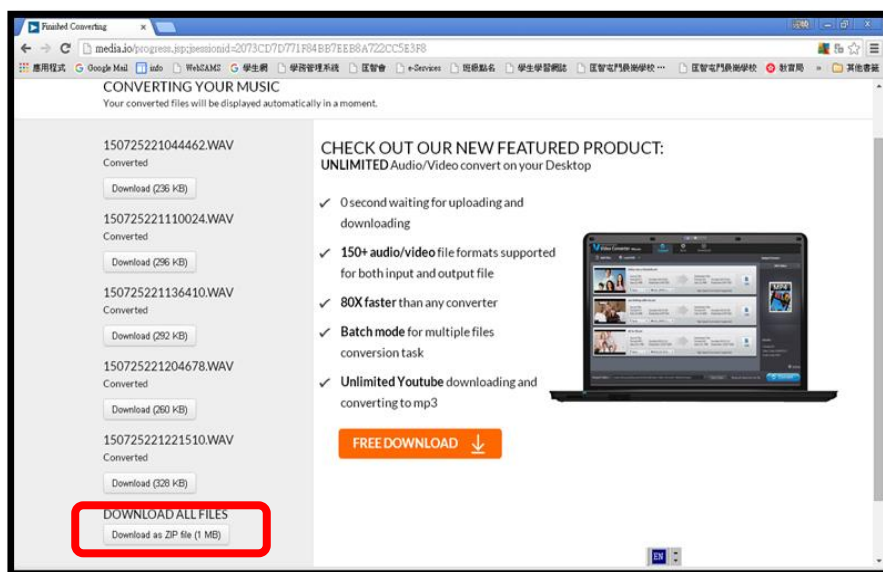 Finished Converting
media.io/progress.jsp;jsessionid=2073CD7D771F84BB7EEB8A722CC5E3F8
應用程式 Google Mail info WebSAMS 學生網 學務管理系統 匡智會 e-Services 班級點名 學生學習網誌 匡智屯門晨崗學校 … 匡智屯門晨崗學校 教育局 » 其他書籤
CONVERTING YOUR MUSIC
Your converted files will be displayed automatically in a moment.
150725221044462.WAV
Converted
Download (236 KB)
150725221110024.WAV
Converted
Download (296 KB)
150725221136410.WAV
Converted
Download (292 KB)
150725221204678.WAV
Converted
Download (260 KB)
150725221221510.WAV
Converted
Download (328 KB)
DOWNLOAD ALL FILES
Download as ZIP file (1 MB)
CHECK OUT OUR NEW FEATURED PRODUCT:
UNLIMITED Audio/Video convert on your Desktop
0 second waiting for uploading and
downloading
150+ audio/video file formats supported
for both input and output file
80X faster than any converter
Batch mode for multiple files
conversion task
Unlimited Youtube downloading and
converting to mp3
FREE DOWNLOAD
Video Converter
MP4
EN